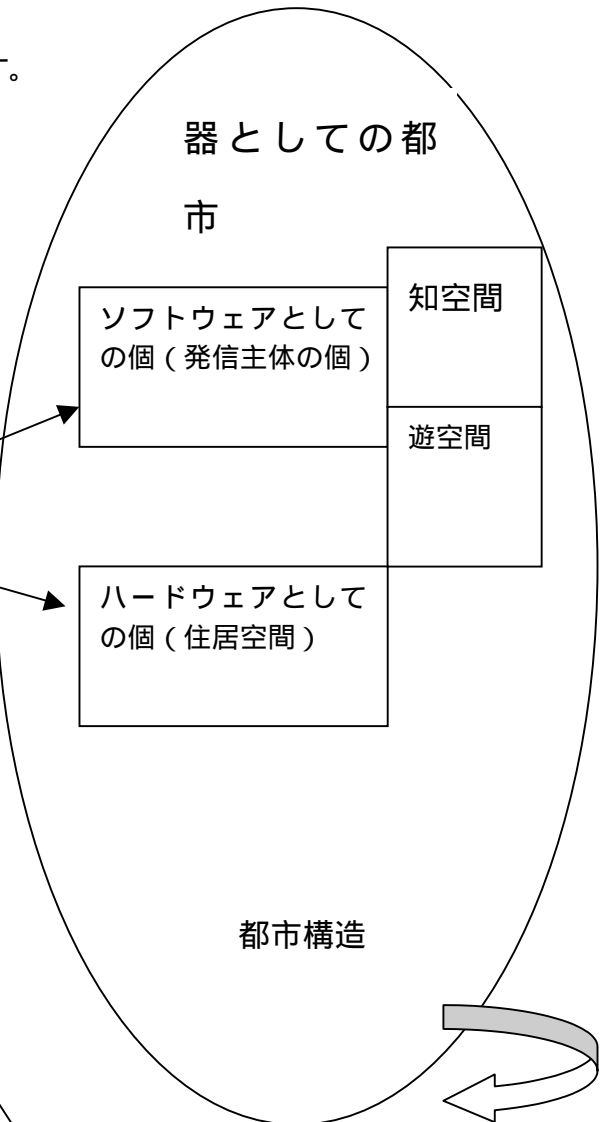 す。
器としての都
市
知空間
ソフトウェアとして
の個（発信主体の個）
遊空間
ハードウェアとして
の個（住居空間）
都市構造